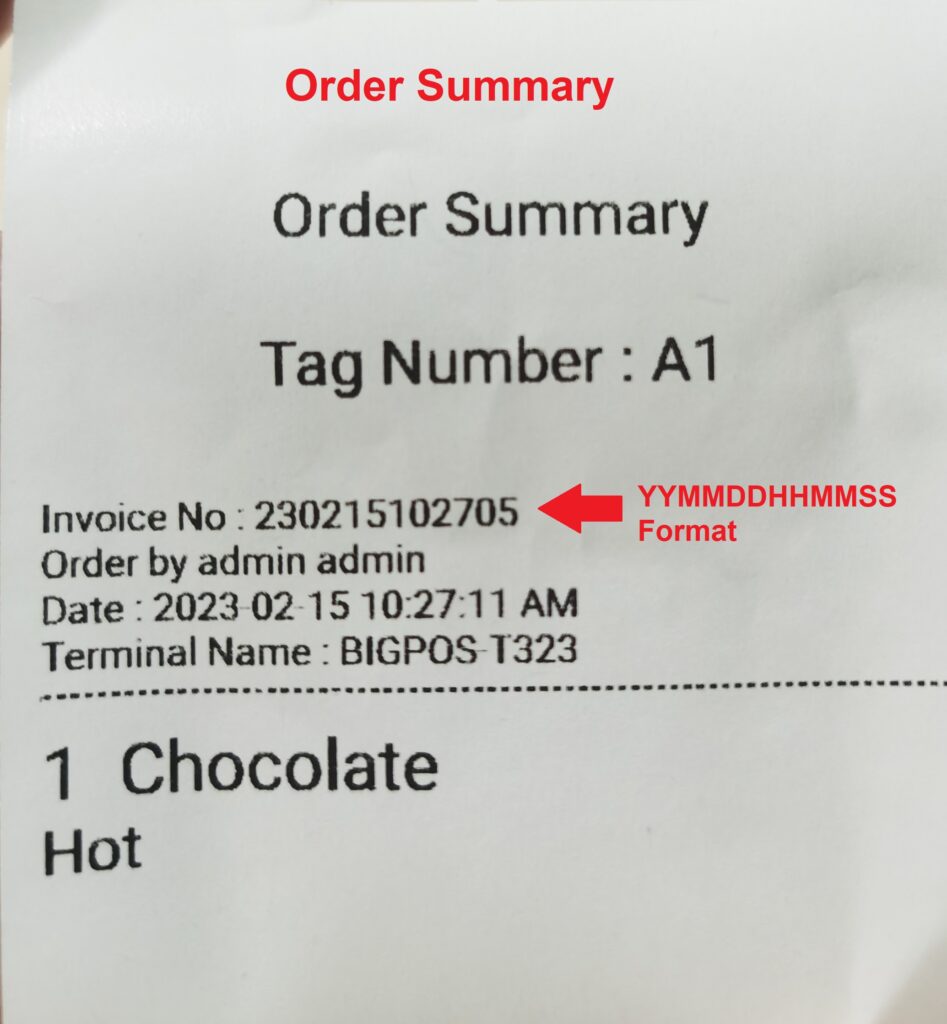 Order Summary
Order Summary
Tag Number : A1
Invoice No : 230215102705
YYMMDDHHMMSS
Format
Order by admin admin
Date : 2023-02-15 10:27:11 AM
Terminal Name : BIGPOS-T323
1 Chocolate
Hot